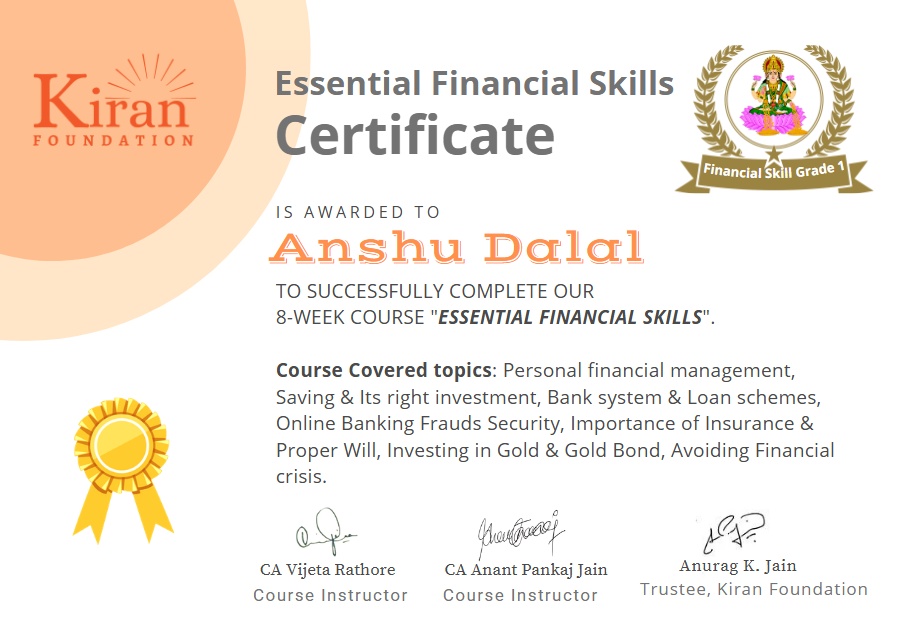 Kiran
FOUNDATION
Essential Financial Skills
Certificate
Financial Skill Grade 1
IS AWARDED TO
Anshu Dalal
TO SUCCESSFULLY COMPLETE OUR
8-WEEK COURSE "ESSENTIAL FINANCIAL SKILLS".
Course Covered topics: Personal financial management,
Saving & Its right investment, Bank system & Loan schemes,
Online Banking Frauds Security, Importance of Insurance &
Proper Will, Investing in Gold & Gold Bond, Avoiding Financial
crisis.
CA Vijeta Rathore
Course Instructor
CA Anant Pankaj Jain
Course Instructor
Anurag K. Jain
Trustee, Kiran Foundation